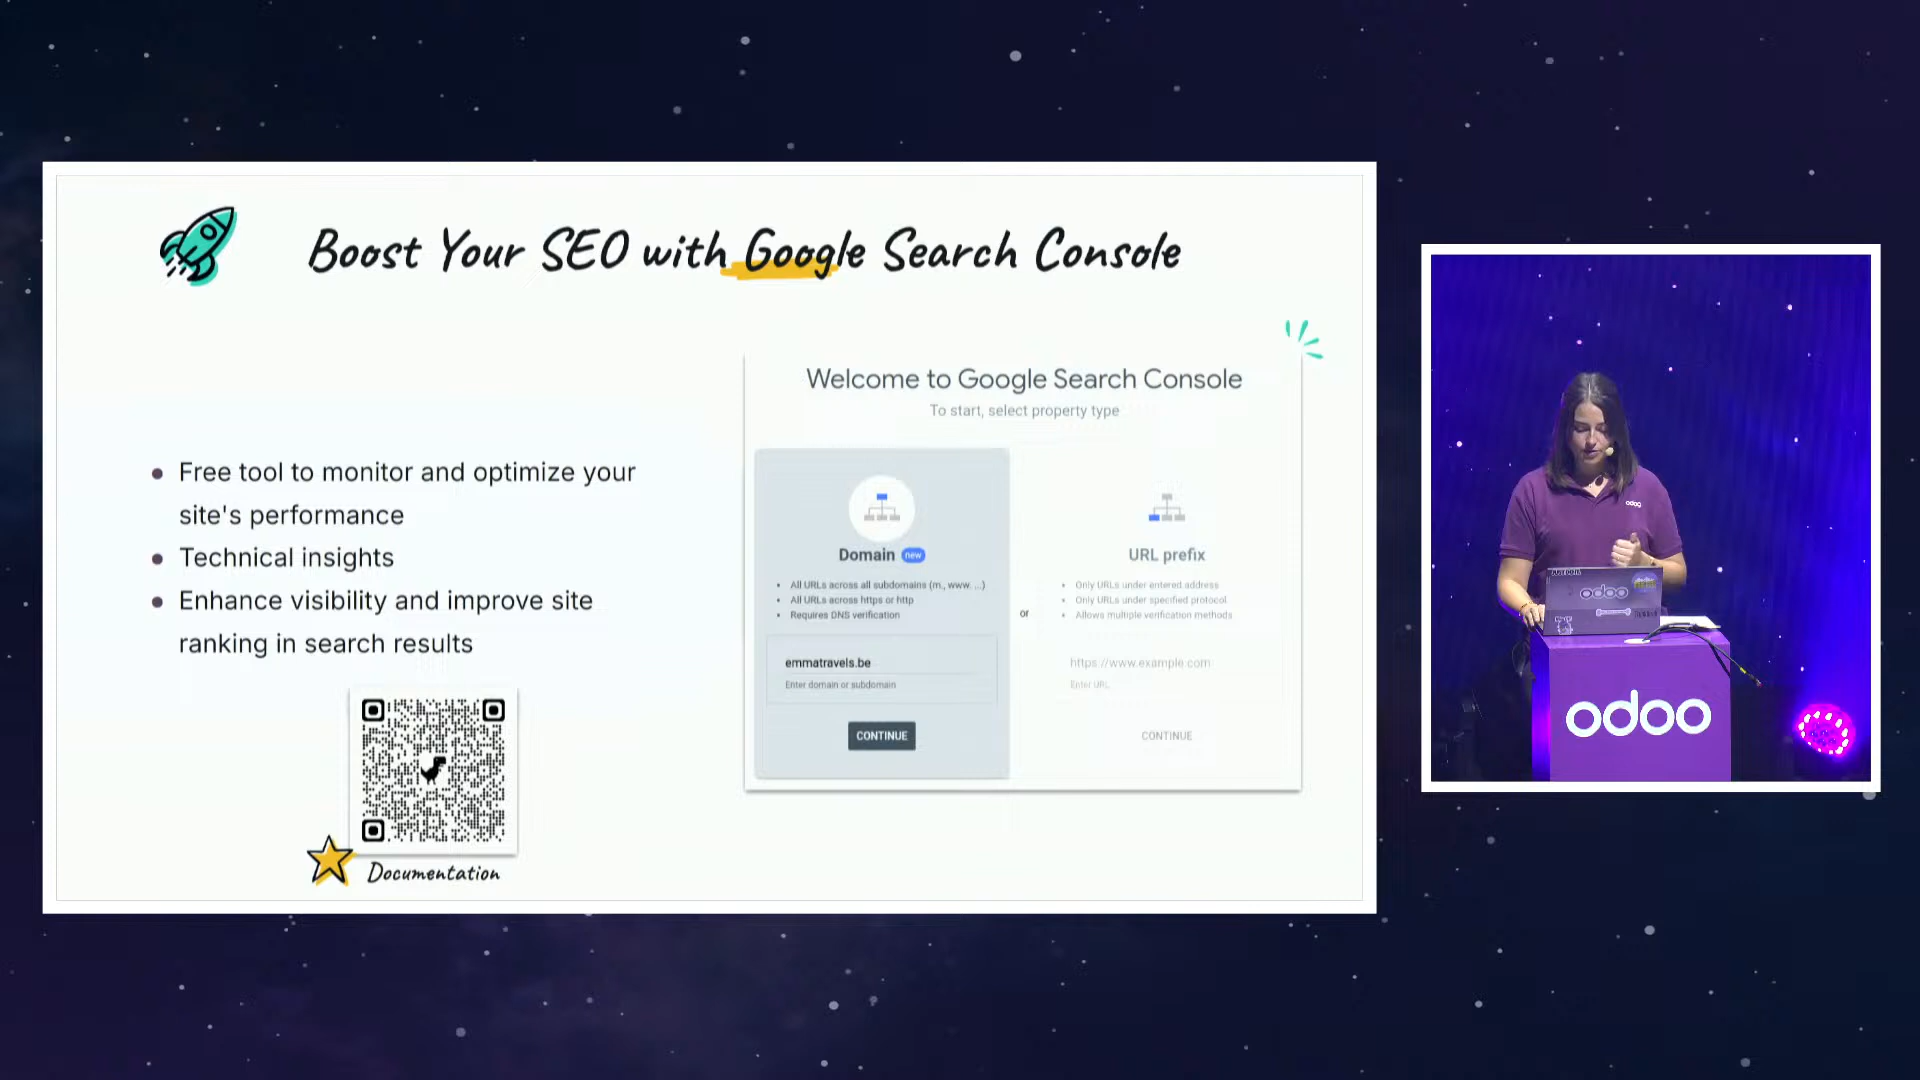 Boost Your SEO with Google Search Console
Free tool to monitor and optimize your
site's performance
Technical insights
Enhance visibility and improve site
ranking in search results
Documentation
Welcome to Google Search Console
To start, select property type
Domain new
All URLs across all subdomains (m., www. ...)
All URLs across https or http
Requires DNS verification
emmatravels.be
Enter domain or subdomain
CONTINUE
or
URL prefix
Only URLs under entered address
Only URLs under specified protocol
Allows multiple verification methods
https://www.example.com
Enter URL
CONTINUE
odoo
odoo
odoo